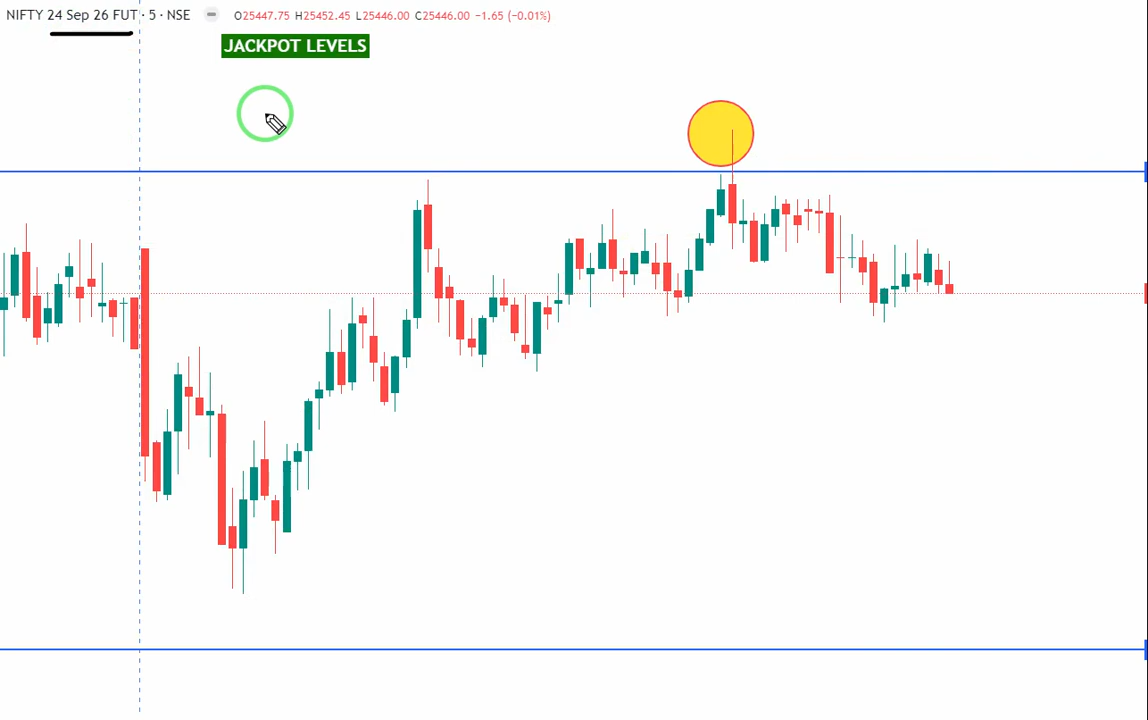 NIFTY 24 Sep 26 FUT · 5 · NSE O25447.75 H25452.45 L25446.00 C25446.00 −1.65 (−0.01%)
JACKPOT LEVELS